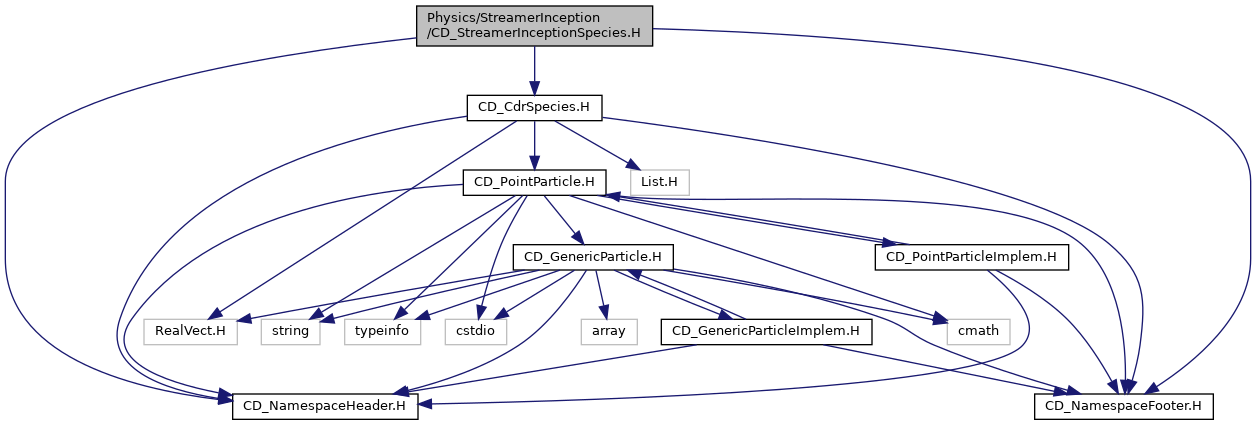 Physics/StreamerInception
/CD_StreamerInceptionSpecies.H
CD_CdrSpecies.H
CD_PointParticle.H
List.H
CD_GenericParticle.H
CD_PointParticleImplem.H
RealVect.H
string
typeinfo
cstdio
array
CD_GenericParticleImplem.H
cmath
CD_NamespaceHeader.H
CD_NamespaceFooter.H